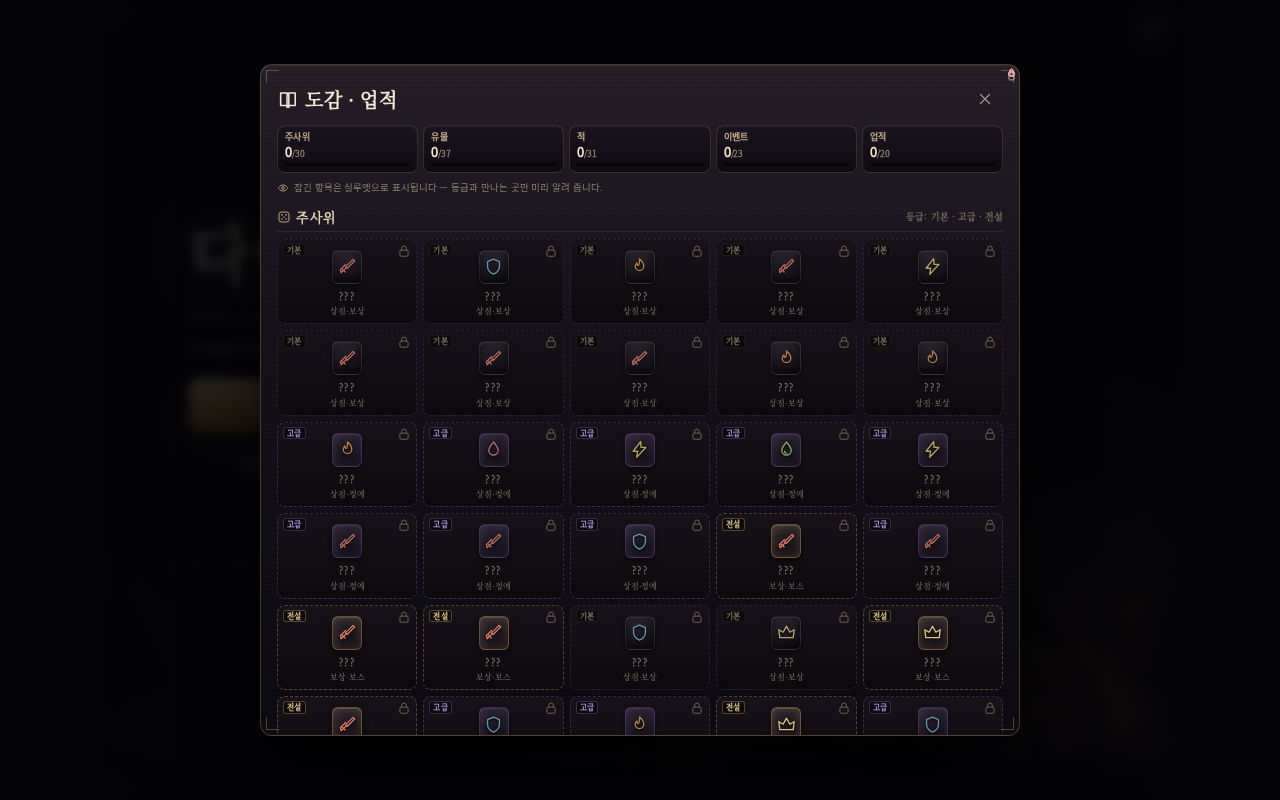 도감 · 업적
주사위 유물 적 이벤트 업적
0/30 0/37 0/31 0/23 0/20
잠긴 항목은 실루엣으로 표시됩니다 — 등급과 만나는 곳만 미리 알려 줍니다.
주사위 등급: 기본 · 고급 · 전설
기본 기본 기본 기본 기본
??? ??? ??? ??? ???
상점·보상 상점·보상 상점·보상 상점·보상 상점·보상
기본 기본 기본 기본 기본
??? ??? ??? ??? ???
상점·보상 상점·보상 상점·보상 상점·보상 상점·보상
고급 고급 고급 고급 고급
??? ??? ??? ??? ???
상점·정예 상점·정예 상점·정예 상점·정예 상점·정예
고급 고급 고급 전설 고급
??? ??? ??? ??? ???
상점·정예 상점·정예 상점·정예 보상·보스 상점·정예
전설 전설 기본 기본 전설
??? ??? ??? ??? ???
보상·보스 보상·보스 상점·보상 상점·보상 보상·보스
전설 고급 고급 전설 고급